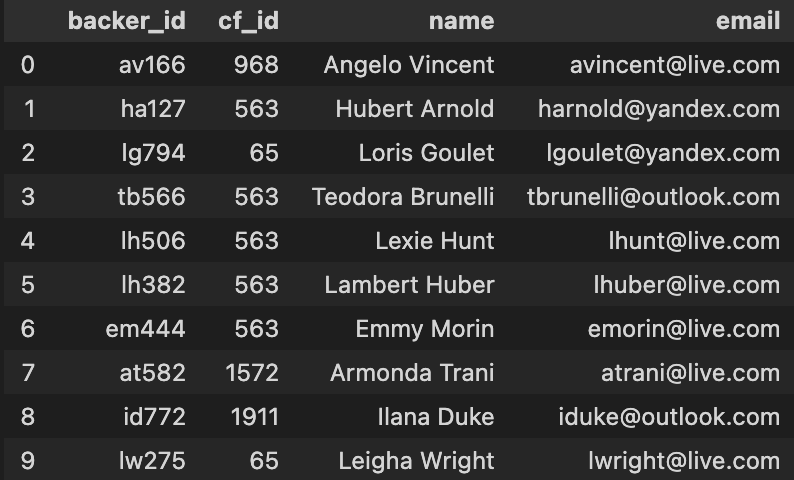 backer_id cf_id name email
0 av166 968 Angelo Vincent avincent@live.com
1 ha127 563 Hubert Arnold harnold@yandex.com
2 lg794 65 Loris Goulet lgoulet@yandex.com
3 tb566 563 Teodora Brunelli tbrunelli@outlook.com
4 lh506 563 Lexie Hunt lhunt@live.com
5 lh382 563 Lambert Huber lhuber@live.com
6 em444 563 Emmy Morin emorin@live.com
7 at582 1572 Armonda Trani atrani@live.com
8 id772 1911 Ilana Duke iduke@outlook.com
9 lw275 65 Leigha Wright lwright@live.com